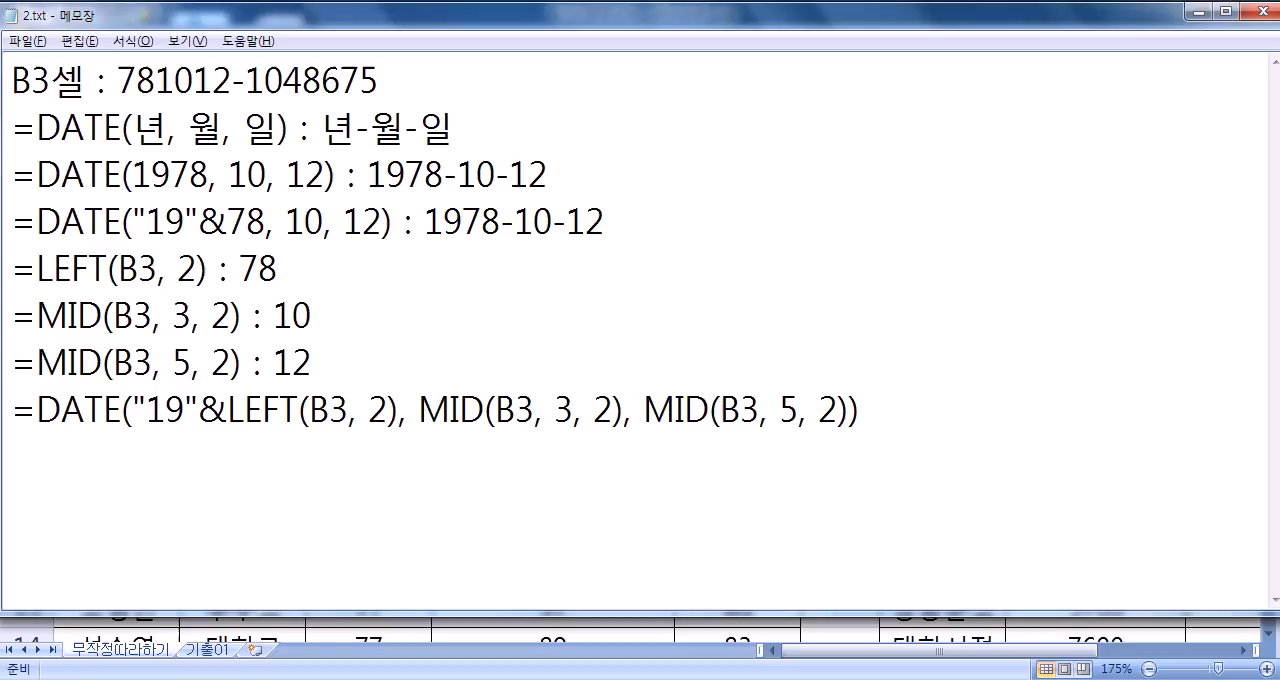 2.txt - 메모장
파일(F) 편집(E) 서식(O) 보기(V) 도움말(H)
B3셀 : 781012-1048675
=DATE(년, 월, 일) : 년-월-일
=DATE(1978, 10, 12) : 1978-10-12
=DATE("19"&78, 10, 12) : 1978-10-12
=LEFT(B3, 2) : 78
=MID(B3, 3, 2) : 10
=MID(B3, 5, 2) : 12
=DATE("19"&LEFT(B3, 2), MID(B3, 3, 2), MID(B3, 5, 2))
무작정따라하기 기출01
준비 175%